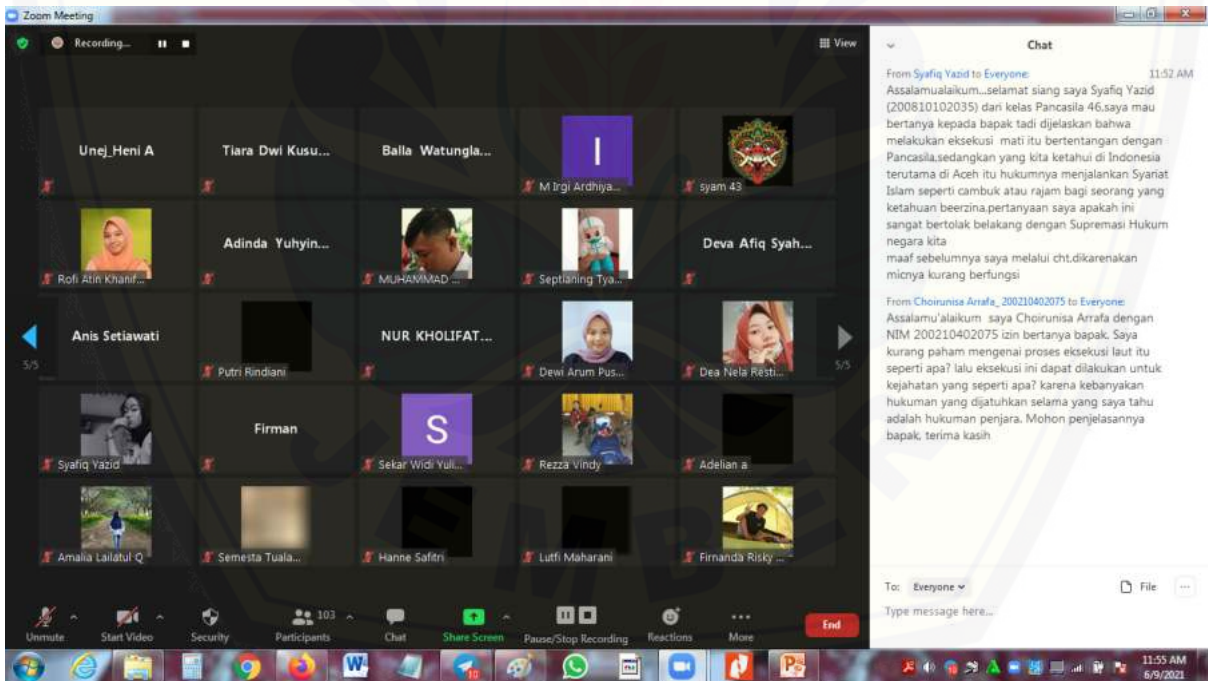 Zoom Meeting
Recording...
View
Unej_Heni A
Tiara Dwi Kusu...
Balla Watungla...
I
M Irgi Ardhiya...
syam 43
Rofi Atin Khanif...
Adinda Yuhyin...
MUHAMMAD ...
Septianing Tya...
Deva Afiq Syah...
Anis Setiawati
Putri Rindiani
NUR KHOLIFAT...
Dewi Arum Pus...
Dea Nela Resti...
5/5
5/5
Syafiq Yazid
Firman
S
Sekar Widi Yuli...
Rezza Vindy
Adelian a
Amalia Lailatul Q
Semesta Tuala...
Hanne Safitri
Lutfi Maharani
Firnanda Risky ...
Unmute
Start Video
Security
103
Participants
Chat
Share Screen
Pause/Stop Recording
Reactions
More
End
Chat
From Syafiq Yazid to Everyone: 11:52 AM
Assalamualaikum...selamat siang saya Syafiq Yazid
(200810102035) dari kelas Pancasila 46.saya mau
bertanya kepada bapak tadi dijelaskan bahwa
melakukan eksekusi mati itu bertentangan dengan
Pancasila,sedangkan yang kita ketahui di Indonesia
terutama di Aceh itu hukumnya menjalankan Syariat
Islam seperti cambuk atau rajam bagi seorang yang
ketahuan beerzina.pertanyaan saya apakah ini
sangat bertolak belakang dengan Supremasi Hukum
negara kita
maaf sebelumnya saya melalui cht.dikarenakan
micnya kurang berfungsi
From Choirunisa Arrafa_ 200210402075 to Everyone:
Assalamu'alaikum saya Choirunisa Arrafa dengan
NIM 200210402075 izin bertanya bapak. Saya
kurang paham mengenai proses eksekusi laut itu
seperti apa? lalu eksekusi ini dapat dilakukan untuk
kejahatan yang seperti apa? karena kebanyakan
hukuman yang dijatuhkan selama yang saya tahu
adalah hukuman penjara. Mohon penjelasannya
bapak, terima kasih
To: Everyone
File
Type message here...
11:55 AM
6/9/2021